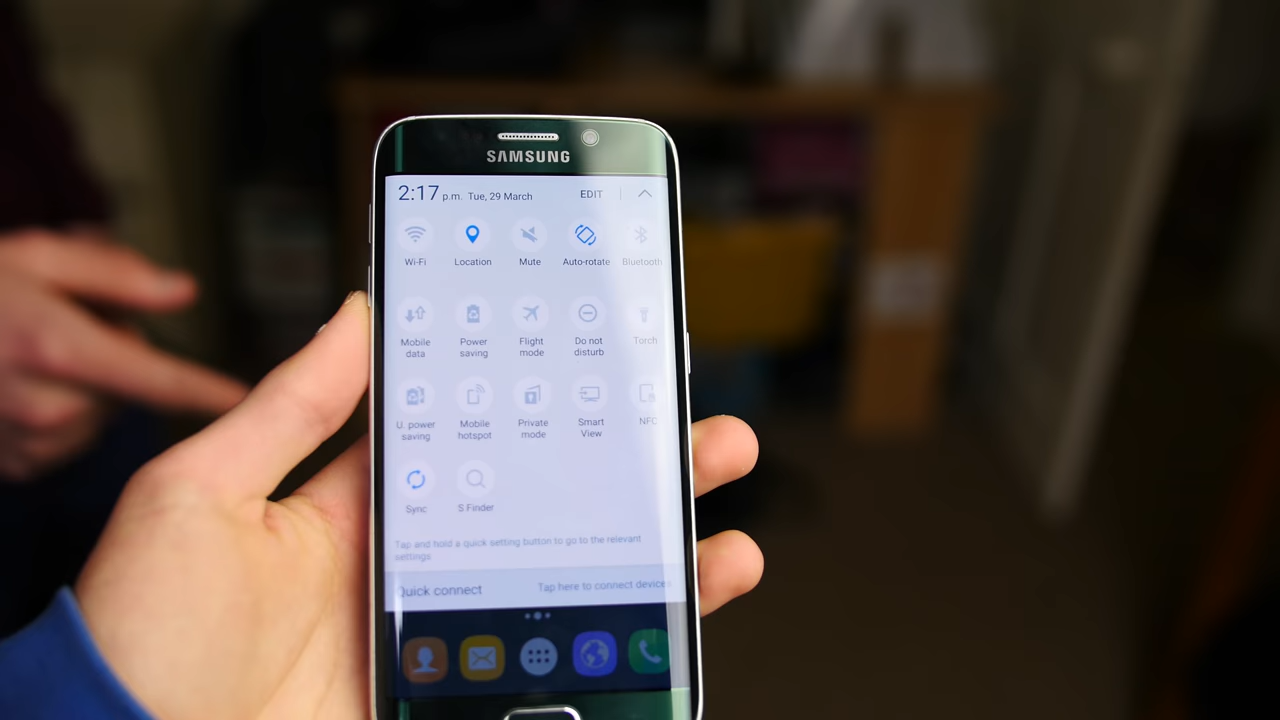 SAMSUNG
2:17 p.m. Tue, 29 March EDIT
Wi-Fi Location Mute Auto-rotate Bluetooth
Mobile data Power saving Flight mode Do not disturb Torch
U. power saving Mobile hotspot Private mode Smart View NFC
Sync S Finder
Tap and hold a quick setting button to go to the relevant
settings
Quick connect Tap here to connect devices